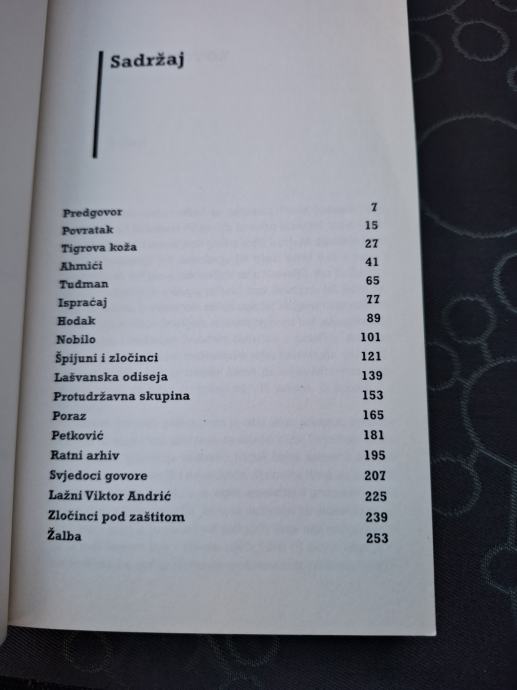 Sadržaj
Predgovor 7
Povratak 15
Tigrova koža 27
Ahmići 41
Tuđman 65
Ispraćaj 77
Hodak 89
Nobilo 101
Špijuni i zločinci 121
Lašvanska odiseja 139
Protudržavna skupina 153
Poraz 165
Petković 181
Ratni arhiv 195
Svjedoci govore 207
Lažni Viktor Andrić 225
Zločinci pod zaštitom 239
Žalba 253